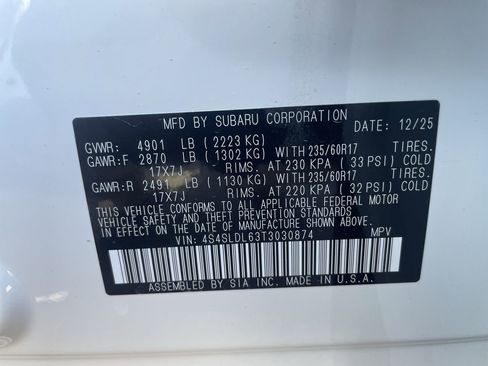 MFD BY SUBARU CORPORATION DATE: 12/25
GVWR: 4901 LB (2223 KG)
GAWR:F 2870 LB (1302 KG) WITH 235/60R17 TIRES.
17X7J RIMS, AT 230 KPA (33 PSI) COLD
GAWR:R 2491 LB (1130 KG) WITH 235/60R17 TIRES.
17X7J RIMS, AT 220 KPA (32 PSI) COLD
THIS VEHICLE CONFORMS TO ALL APPLICABLE FEDERAL MOTOR
VEHICLE SAFETY, BUMPER, AND THEFT PREVENTION STANDARDS
IN EFFECT ON THE DATE OF MANUFACTURE SHOWN ABOVE.
VIN: 4S4SLDL63T3030874 MPV
ASSEMBLED BY SIA INC. MADE IN U.S.A.